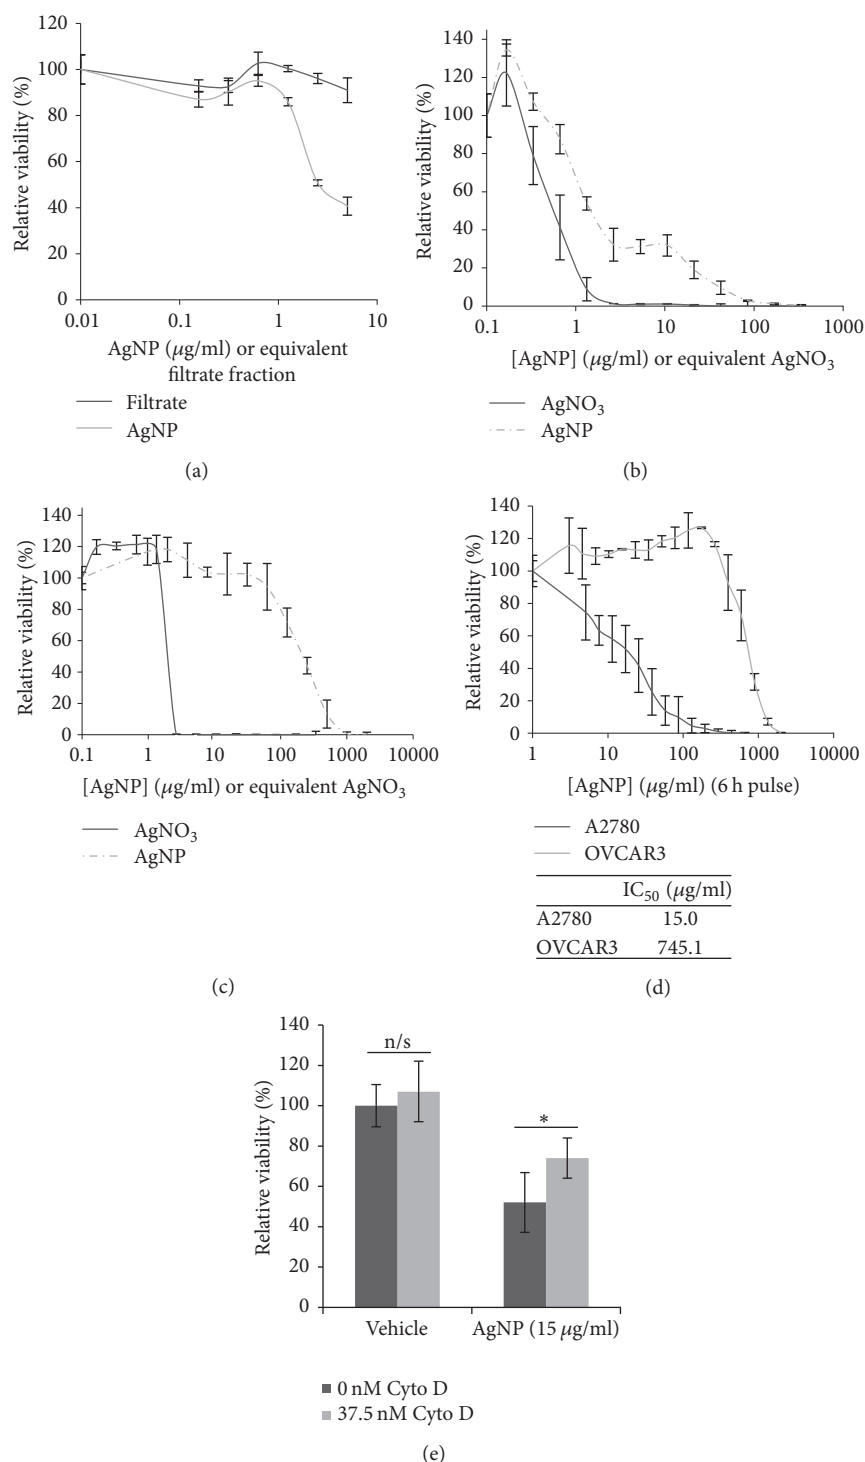 120
100
80
60
40
20
0
Relative viability (%)
0.01 0.1 1 10
AgNP (μg/ml) or equivalent
filtrate fraction
Filtrate
AgNP
(a)
140
120
100
80
60
40
20
0
Relative viability (%)
0.1 1 10 100 1000
[AgNP] (μg/ml) or equivalent AgNO₃
AgNO₃
AgNP
(b)
140
120
100
80
60
40
20
0
Relative viability (%)
0.1 1 10 100 1000 10000
[AgNP] (μg/ml) or equivalent AgNO₃
AgNO₃
AgNP
(c)
140
120
100
80
60
40
20
0
Relative viability (%)
1 10 100 1000 10000
[AgNP] (μg/ml) (6 h pulse)
A2780
OVCAR3
IC₅₀ (μg/ml)
A2780 15.0
OVCAR3 745.1
(d)
140
120
100
80
60
40
20
0
Relative viability (%)
n/s
*
Vehicle AgNP (15 μg/ml)
0 nM Cyto D
37.5 nM Cyto D
(e)